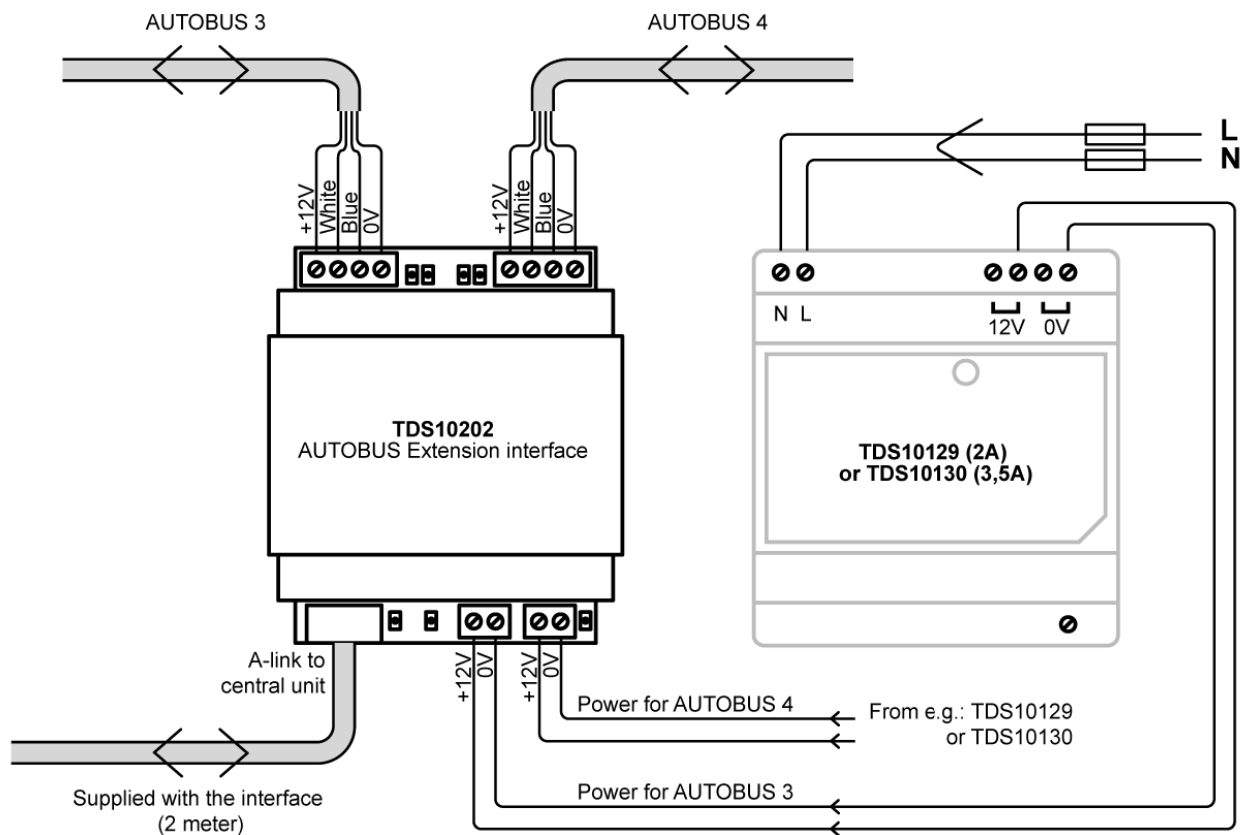 AUTOBUS 3
AUTOBUS 4
L
N
+12V
White
Blue
0V
+12V
White
Blue
0V
N L
12V
0V
TDS10202
AUTOBUS Extension interface
TDS10129 (2A)
or TDS10130 (3,5A)
A-link to
central unit
+12V
0V
+12V
0V
Power for AUTOBUS 4
From e.g.: TDS10129
or TDS10130
Power for AUTOBUS 3
Supplied with the interface
(2 meter)